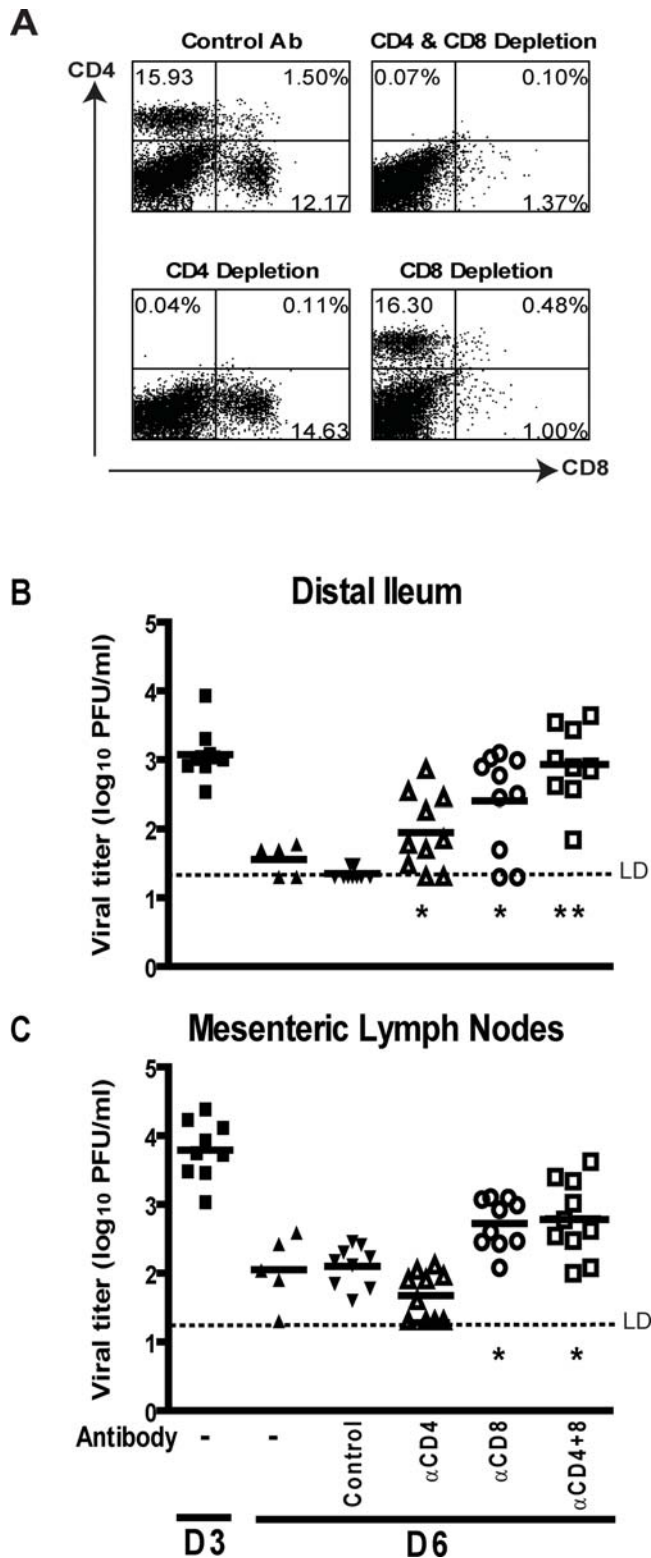 A
Control Ab
CD4 & CD8 Depletion
CD4
15.93
1.50%
0.07%
0.10%
12.17
1.37%
CD4 Depletion
CD8 Depletion
0.04%
0.11%
16.30
0.48%
14.63
1.00%
CD8
B
Distal Ileum
Viral titer (log10 PFU/ml)
5
4
3
2
1
0
LD
* * **
C
Mesenteric Lymph Nodes
Viral titer (log10 PFU/ml)
5
4
3
2
1
0
LD
* *
Antibody - - Control αCD4 αCD8 αCD4+8
D3 D6